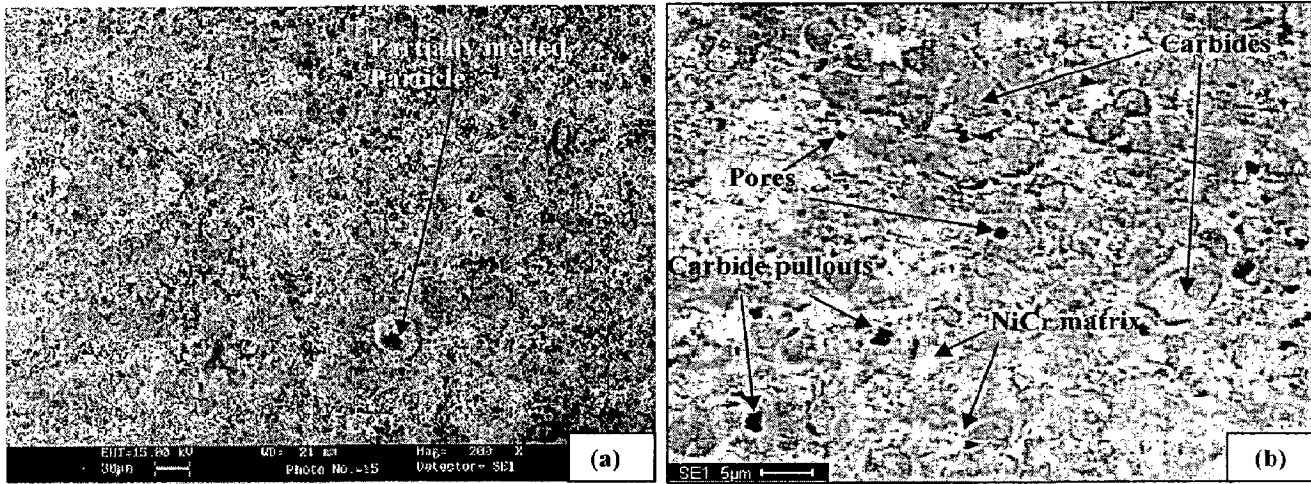 Partially melted
Particle
EHT=15.00 kV WD= 21 mm Mag= 200 X
30µm Photo No.=15 Detector= SE1
(a)
Carbides
Pores
Carbide pullouts
NiCr matrix
SE1 5µm
(b)